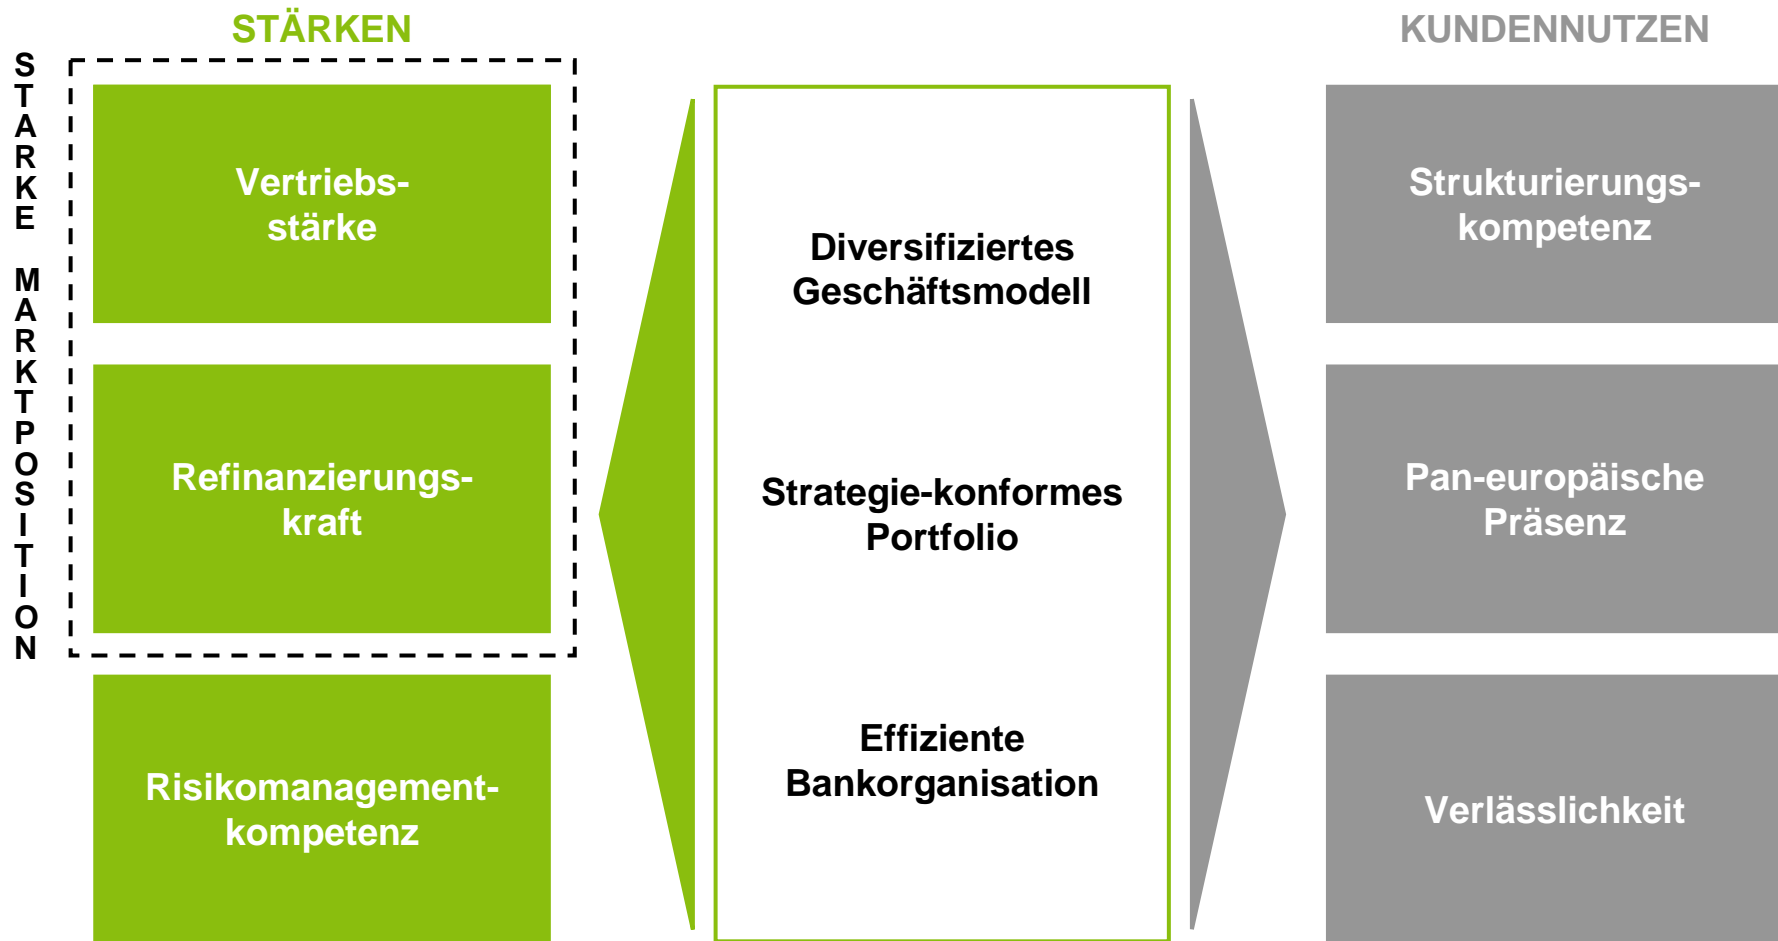 STÄRKEN
KUNDENNUTZEN
STARKE MARKTPOSITION
Vertriebs-
stärke
Refinanzierungs-
kraft
Risikomanagement-
kompetenz
Diversifiziertes
Geschäftsmodell
Strategie-konformes
Portfolio
Effiziente
Bankorganisation
Strukturierungs-
kompetenz
Pan-europäische
Präsenz
Verlässlichkeit